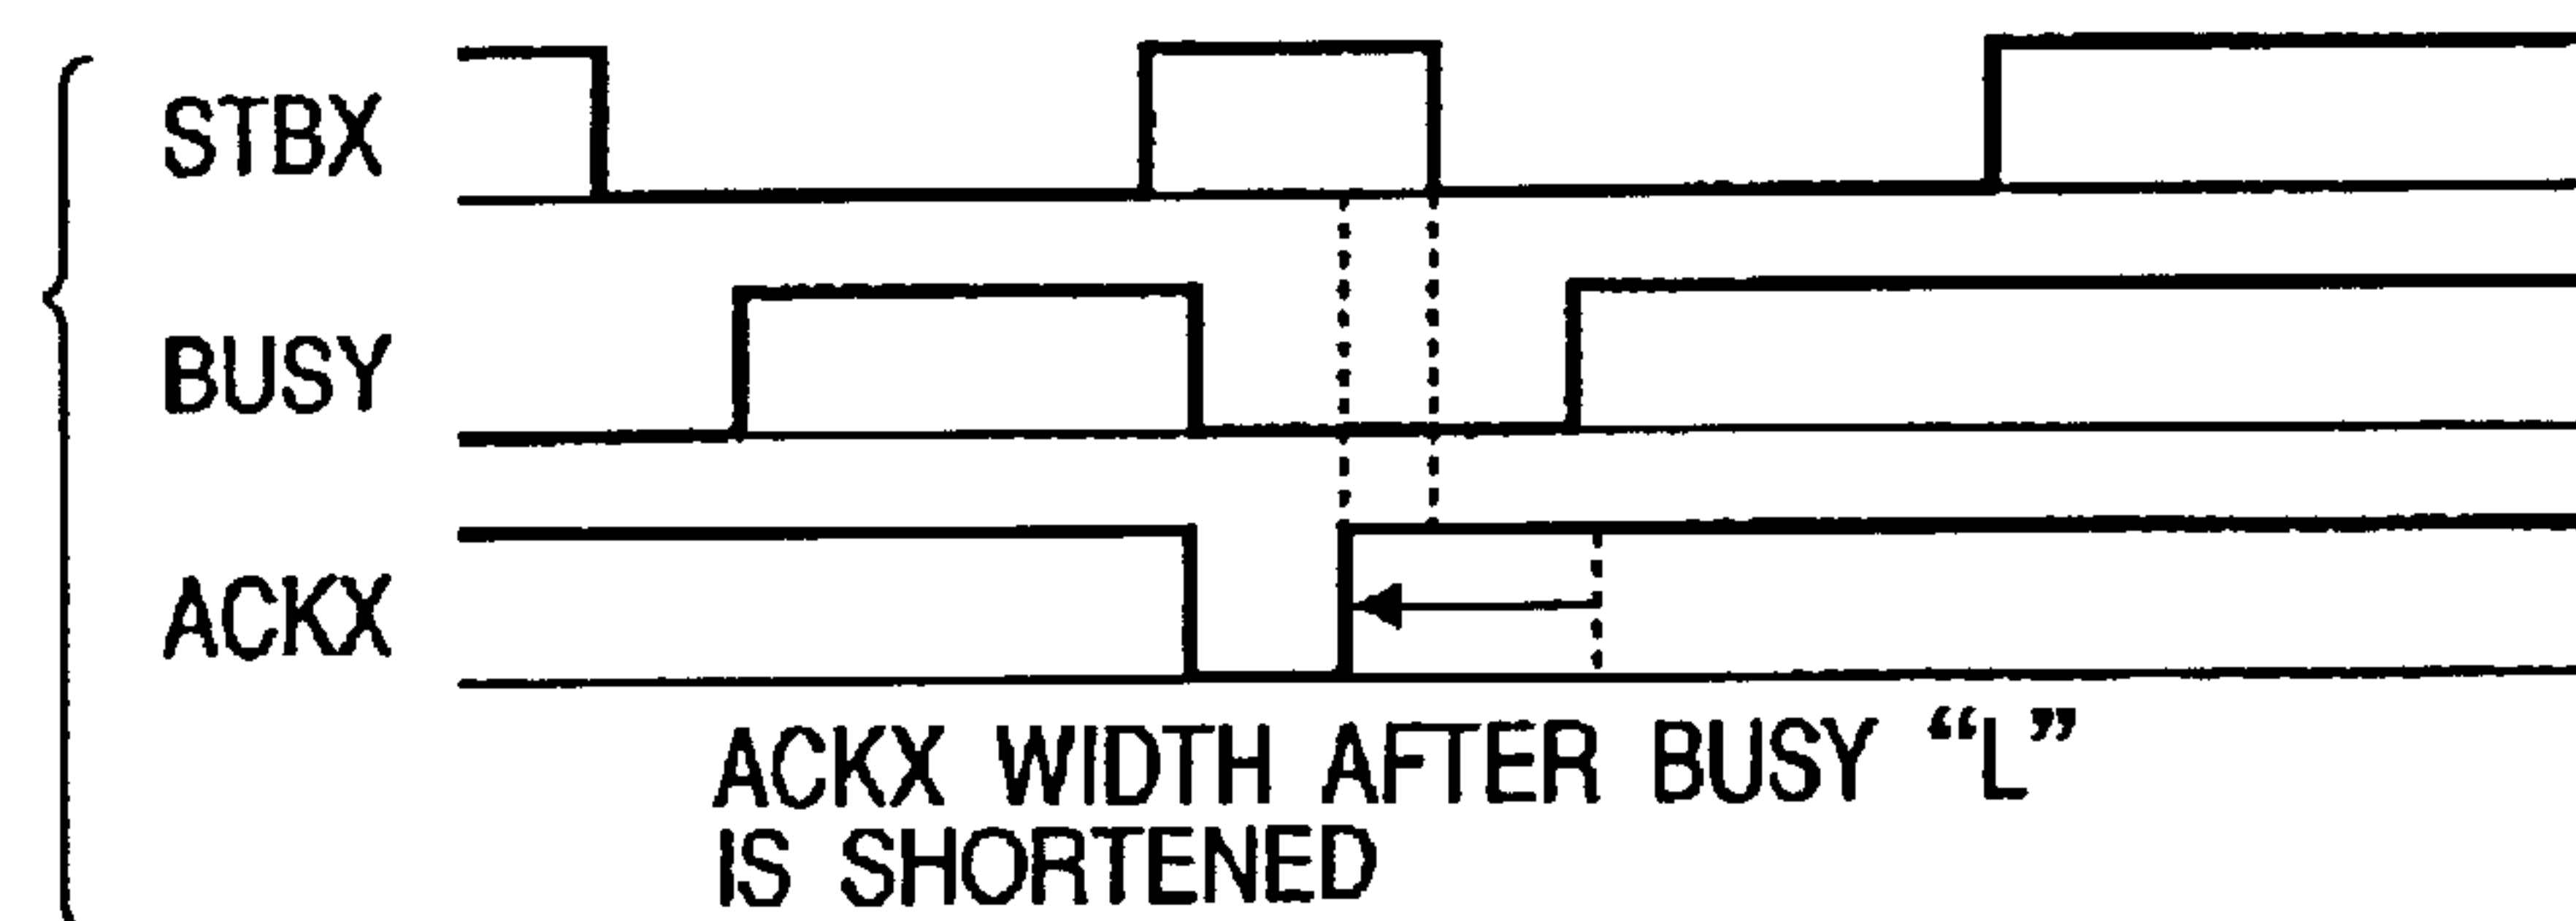 STBX
BUSY
ACKX
ACKX WIDTH AFTER BUSY “L”
IS SHORTENED